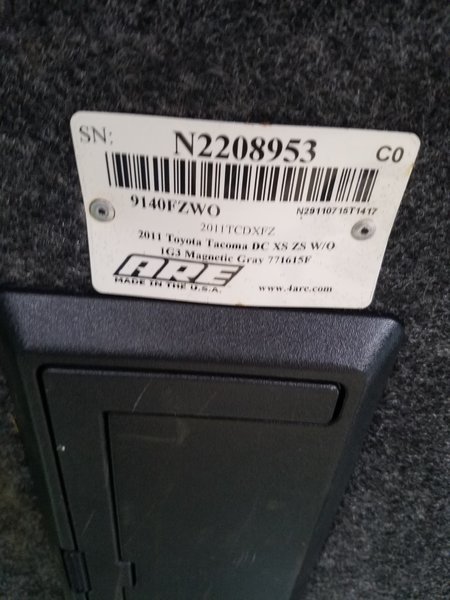 SN: N2208953 C0
9140FZWO N29110715T1417
2011TCDXFZ
2011 Toyota Tacoma DC XS ZS W/O
1G3 Magnetic Gray 771615F
ARE
MADE IN THE U.S.A. www.4are.com